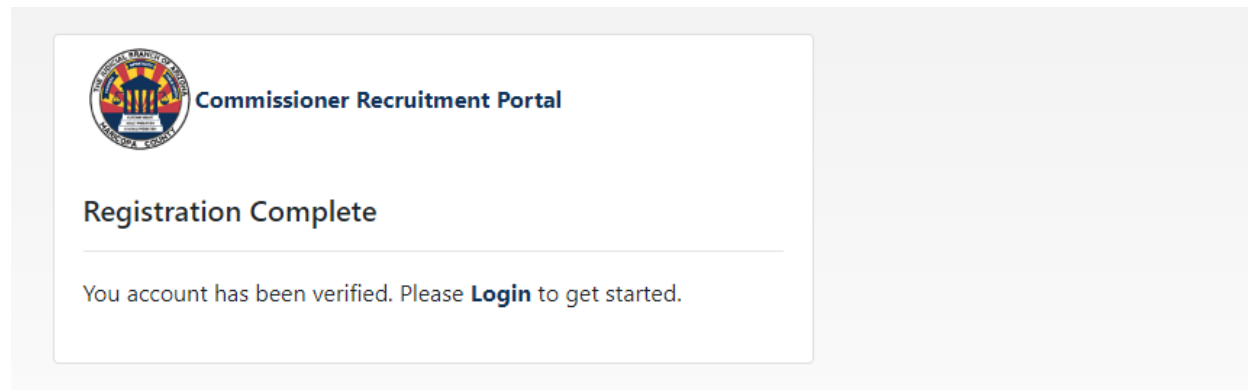 THE JUDICIAL BRANCH OF ARIZONA
MARICOPA COUNTY
Commissioner Recruitment Portal
Registration Complete
You account has been verified. Please Login to get started.